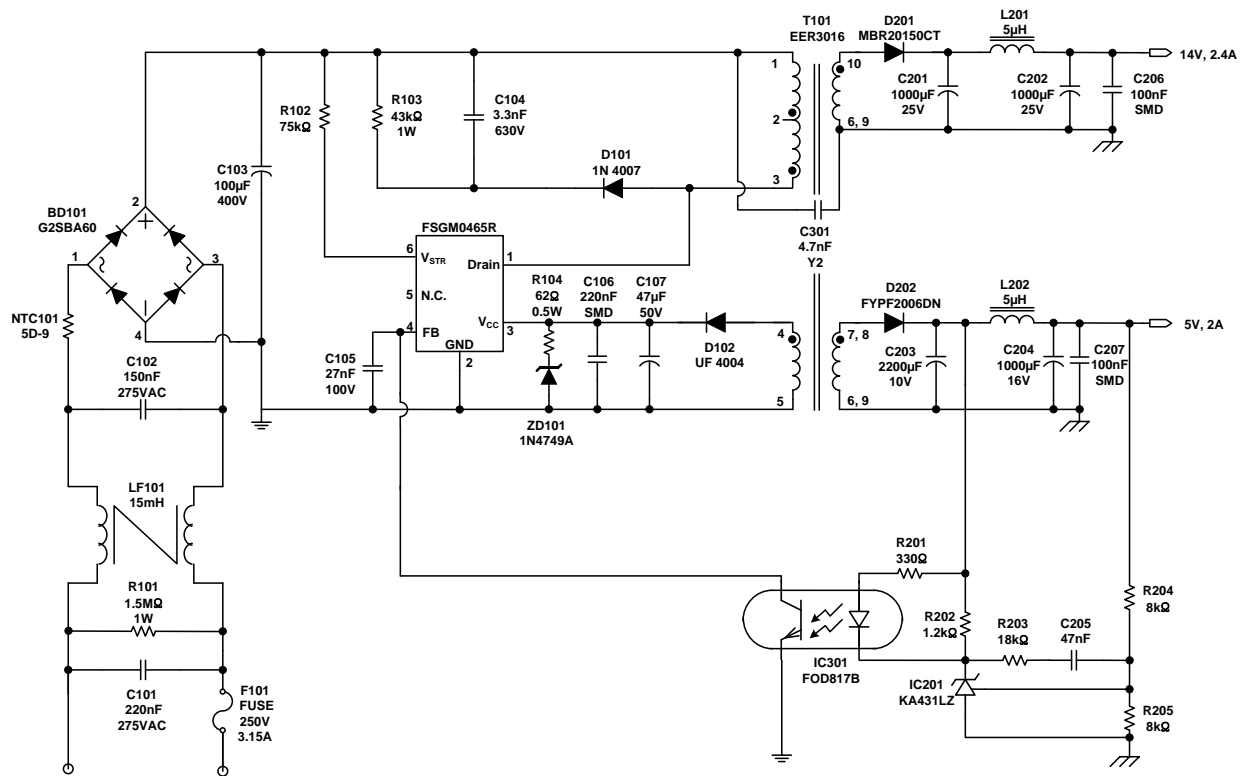 T101
EER3016
D201
MBR20150CT
L201
5μH
1
10
14V, 2.4A
C201
1000μF
25V
C202
1000μF
25V
C206
100nF
SMD
R102
75kΩ
R103
43kΩ
1W
C104
3.3nF
630V
2
6, 9
D101
1N 4007
3
C103
100μF
400V
C301
4.7nF
Y2
BD101
G2SBA60
2
1
3
4
FSGM0465R
6
VSTR
1
Drain
5
N.C.
VCC
3
4
FB
GND
2
R104
62Ω
0.5W
C106
220nF
SMD
C107
47μF
50V
D102
UF 4004
D202
FYPF2006DN
L202
5μH
4
7, 8
5V, 2A
C203
2200μF
10V
C204
1000μF
16V
C207
100nF
SMD
5
6, 9
NTC101
5D-9
C105
27nF
100V
ZD101
1N4749A
C102
150nF
275VAC
LF101
15mH
R101
1.5MΩ
1W
C101
220nF
275VAC
F101
FUSE
250V
3.15A
R201
330Ω
R202
1.2kΩ
R203
18kΩ
C205
47nF
R204
8kΩ
IC301
FOD817B
IC201
KA431LZ
R205
8kΩ